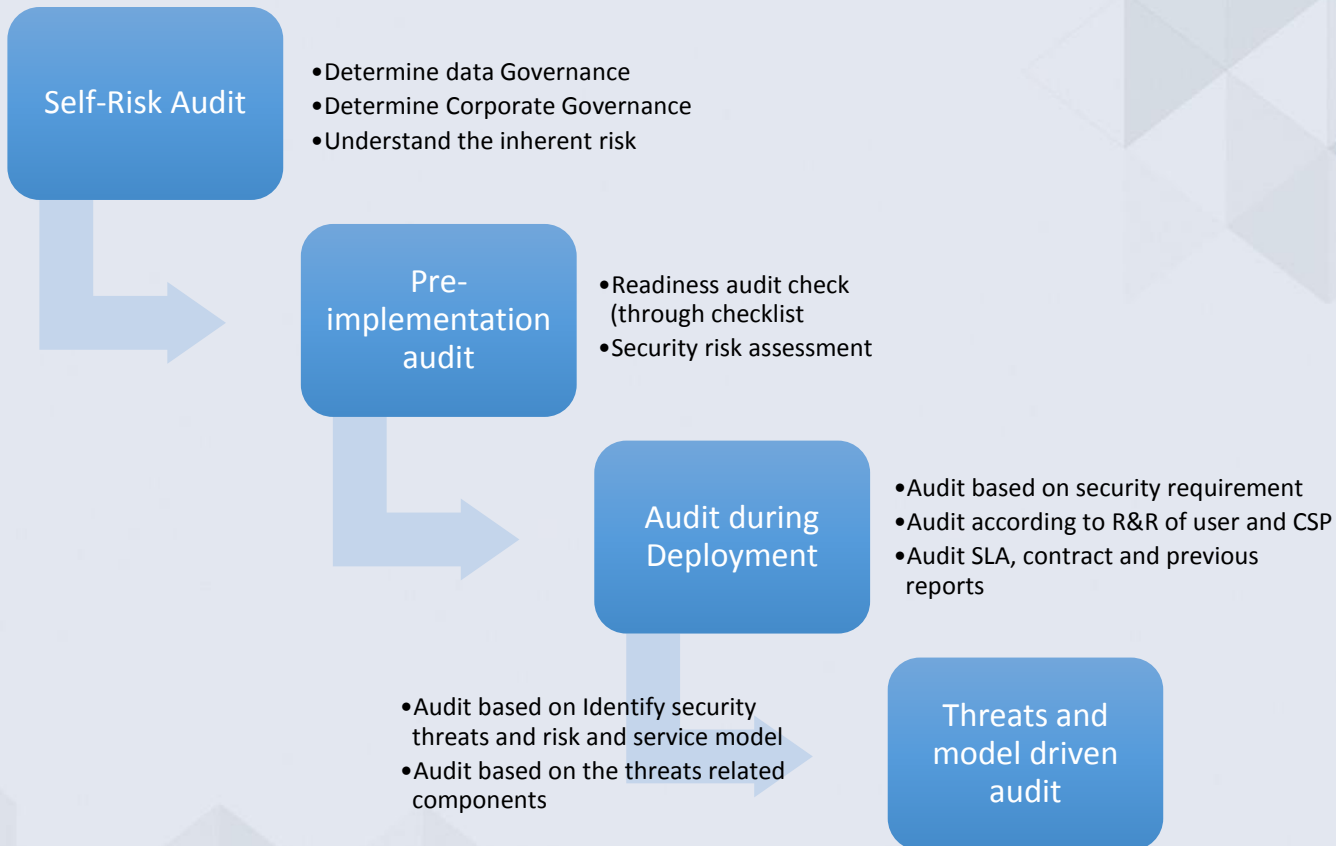 Self-Risk Audit
•Determine data Governance
•Determine Corporate Governance
•Understand the inherent risk
Pre-
implementation
audit
•Readiness audit check
(through checklist
•Security risk assessment
Audit during
Deployment
•Audit based on security requirement
•Audit according to R&R of user and CSP
•Audit SLA, contract and previous
reports
•Audit based on Identify security
threats and risk and service model
•Audit based on the threats related
components
Threats and
model driven
audit